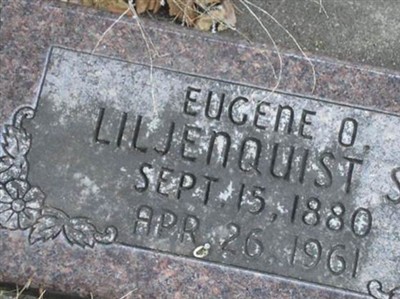 EUGENE O.
LILJENQUIST
SEPT 15, 1880
APR. 26, 1961